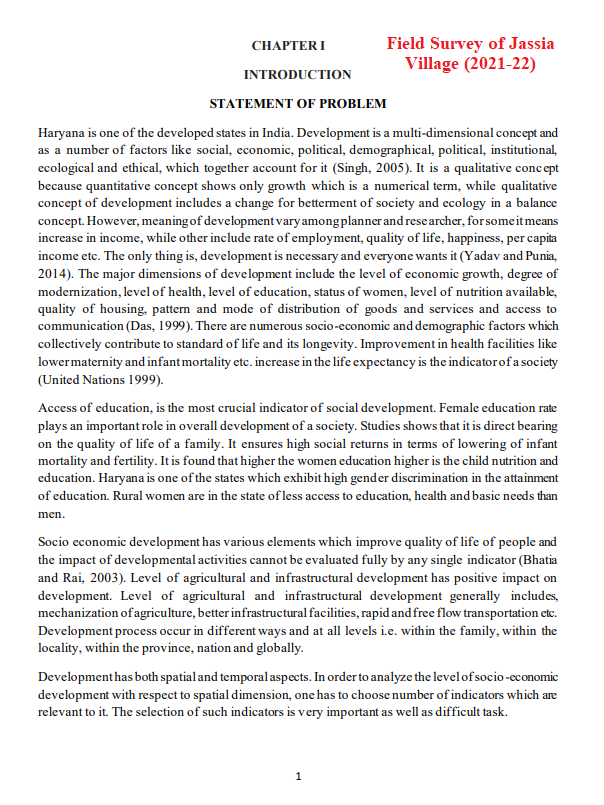 CHAPTER I
Field Survey of Jassia
Village (2021-22)
INTRODUCTION
STATEMENT OF PROBLEM
Haryana is one of the developed states in India. Development is a multi-dimensional concept and
as a number of factors like social, economic, political, demographical, political, institutional,
ecological and ethical, which together account for it (Singh, 2005). It is a qualitative concept
because quantitative concept shows only growth which is a numerical term, while qualitative
concept of development includes a change for betterment of society and ecology in a balance
concept. However, meaning of development vary among planner and researcher, for some it means
increase in income, while other include rate of employment, quality of life, happiness, per capita
income etc. The only thing is, development is necessary and everyone wants it (Yadav and Punia,
2014). The major dimensions of development include the level of economic growth, degree of
modernization, level of health, level of education, status of women, level of nutrition available,
quality of housing, pattern and mode of distribution of goods and services and access to
communication (Das, 1999). There are numerous socio-economic and demographic factors which
collectively contribute to standard of life and its longevity. Improvement in health facilities like
lower maternity and infant mortality etc. increase in the life expectancy is the indicator of a society
(United Nations 1999).
Access of education, is the most crucial indicator of social development. Female education rate
plays an important role in overall development of a society. Studies shows that it is direct bearing
on the quality of life of a family. It ensures high social returns in terms of lowering of infant
mortality and fertility. It is found that higher the women education higher is the child nutrition and
education. Haryana is one of the states which exhibit high gender discrimination in the attainment
of education. Rural women are in the state of less access to education, health and basic needs than
men.
Socio economic development has various elements which improve quality of life of people and
the impact of developmental activities cannot be evaluated fully by any single indicator (Bhatia
and Rai, 2003). Level of agricultural and infrastructural development has positive impact on
development. Level of agricultural and infrastructural development generally includes,
mechanization of agriculture, better infrastructural facilities, rapid and free flow transportation etc.
Development process occur in different ways and at all levels i.e. within the family, within the
locality, within the province, nation and globally.
Development has both spatial and temporal aspects. In order to analyze the level of socio-economic
development with respect to spatial dimension, one has to choose number of indicators which are
relevant to it. The selection of such indicators is very important as well as difficult task.
1